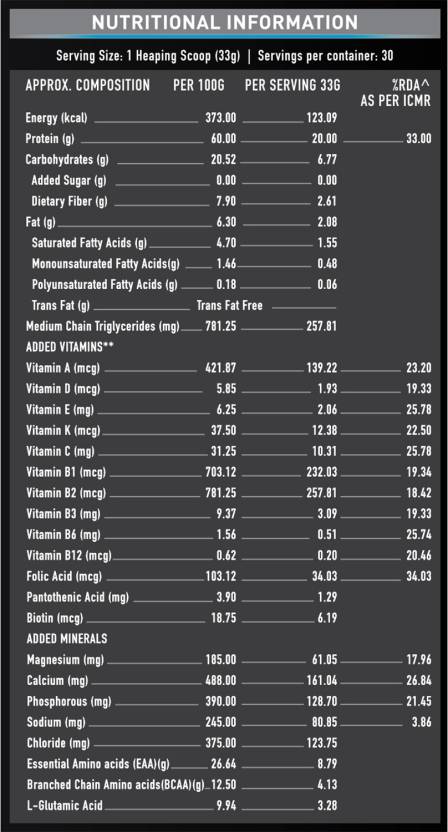 NUTRITIONAL INFORMATION
Serving Size: 1 Heaping Scoop (33g) | Servings per container: 30
APPROX. COMPOSITION PER 100G PER SERVING 33G %RDA^
AS PER ICMR
Energy (kcal) 373.00 123.09
Protein (g) 60.00 20.00 33.00
Carbohydrates (g) 20.52 6.77
Added Sugar (g) 0.00 0.00
Dietary Fiber (g) 7.90 2.61
Fat (g) 6.30 2.08
Saturated Fatty Acids (g) 4.70 1.55
Monounsaturated Fatty Acids(g) 1.46 0.48
Polyunsaturated Fatty Acids (g) 0.18 0.06
Trans Fat (g) Trans Fat Free
Medium Chain Triglycerides (mg) 781.25 257.81
ADDED VITAMINS**
Vitamin A (mcg) 421.87 139.22 23.20
Vitamin D (mcg) 5.85 1.93 19.33
Vitamin E (mg) 6.25 2.06 25.78
Vitamin K (mcg) 37.50 12.38 22.50
Vitamin C (mg) 31.25 10.31 25.78
Vitamin B1 (mcg) 703.12 232.03 19.34
Vitamin B2 (mcg) 781.25 257.81 18.42
Vitamin B3 (mg) 9.37 3.09 19.33
Vitamin B6 (mg) 1.56 0.51 25.74
Vitamin B12 (mcg) 0.62 0.20 20.46
Folic Acid (mcg) 103.12 34.03 34.03
Pantothenic Acid (mg) 3.90 1.29
Biotin (mcg) 18.75 6.19
ADDED MINERALS
Magnesium (mg) 185.00 61.05 17.96
Calcium (mg) 488.00 161.04 26.84
Phosphorous (mg) 390.00 128.70 21.45
Sodium (mg) 245.00 80.85 3.86
Chloride (mg) 375.00 123.75
Essential Amino acids (EAA)(g) 26.64 8.79
Branched Chain Amino acids(BCAA)(g) 12.50 4.13
L-Glutamic Acid 9.94 3.28